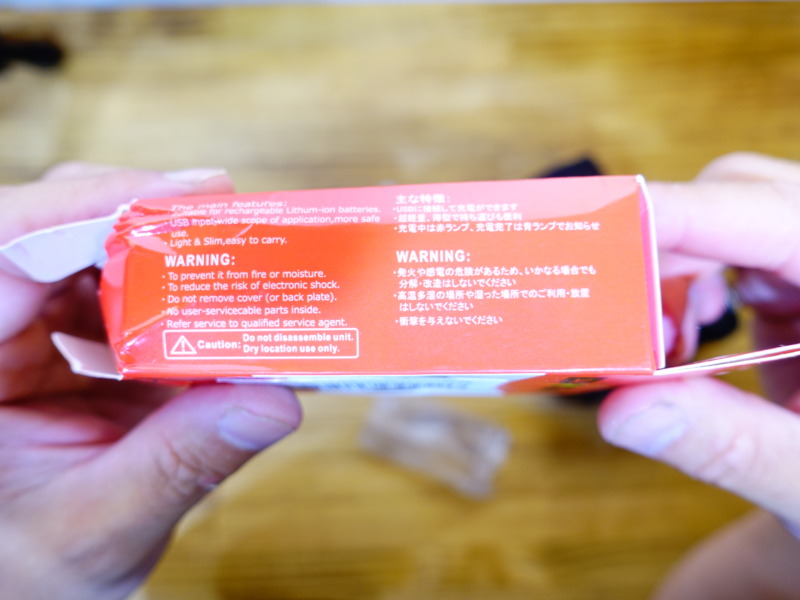 The main features:
Suitable for rechargeable Lithum-ion batteries.
· USB input,wide scope of application,more safe
use.
· Light & Slim,easy to carry.
WARNING:
· To prevent it from fire or moisture.
· To reduce the risk of electronic shock.
· Do not remove cover (or back plate).
· No user-servicecable parts inside.
· Refer service to qualified service agent.
Caution: Do not disassemble unit.
Dry location use only.
主な特徴:
・USBに接続して充電ができます
・超軽量、薄型で持ち運びも便利
・充電中は赤ランプ、充電完了は青ランプでお知らせ
WARNING:
・発火や感電の危険があるため、いかなる場合でも
分解・改造はしないでください
・高温多湿の場所や湿った場所でのご利用・放置
はしないでください
・衝撃を与えないでください